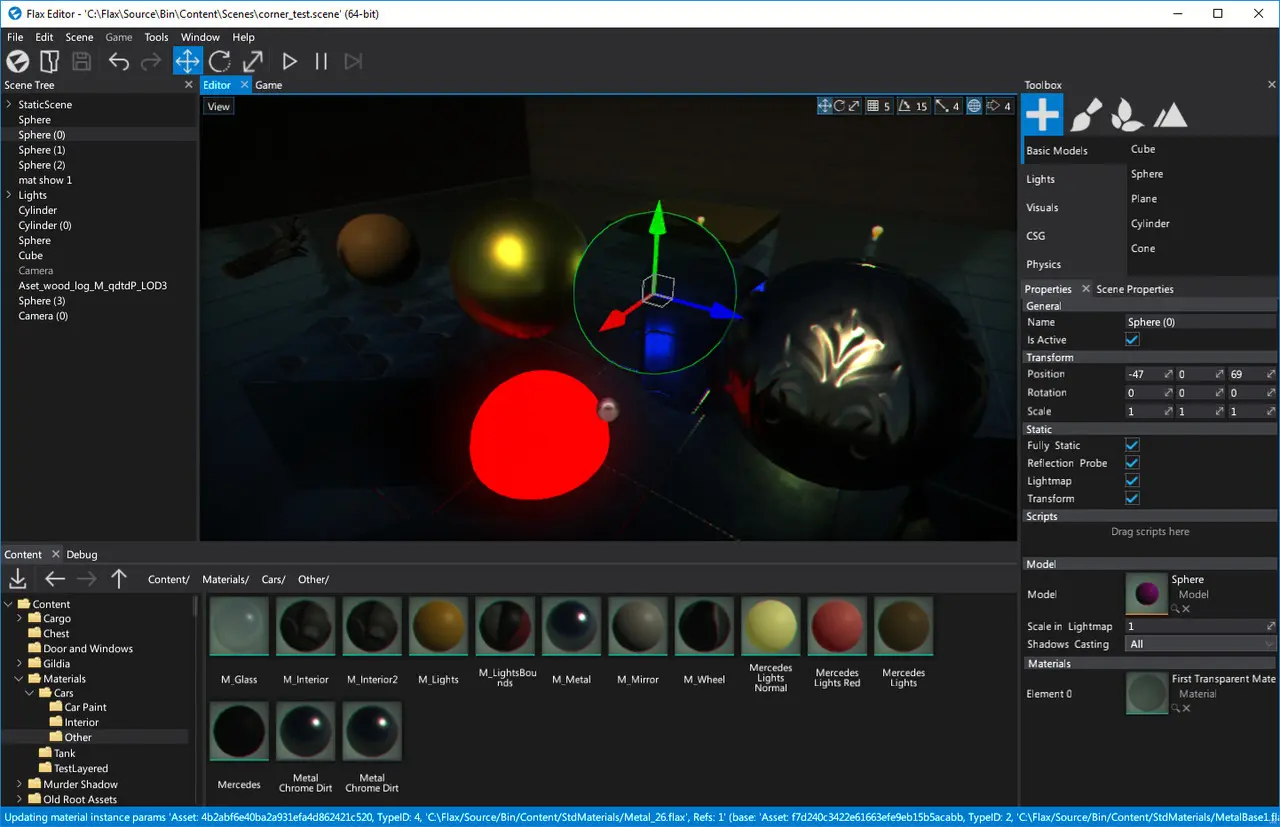 Flax Editor - 'C:\Flax\Source\Bin\Content\Scenes\corner_test.scene' (64-bit)
File Edit Scene Game Tools Window Help
Scene Tree
Editor Game
Toolbox
StaticScene
Sphere
Sphere (0)
Sphere (1)
Sphere (2)
mat show 1
Lights
Cylinder
Cylinder (0)
Sphere
Cube
Camera
Aset_wood_log_M_qdtdP_LOD3
Sphere (3)
Camera (0)
View
5 15 4 4
Basic Models
Lights
Visuals
CSG
Physics
Cube
Sphere
Plane
Cylinder
Cone
Properties Scene Properties
General
Name Sphere (0)
Is Active
Transform
Position -47 0 69
Rotation 0 0 0
Scale 1 1 1
Static
Fully Static
Reflection Probe
Lightmap
Transform
Scripts
Drag scripts here
Model
Model Sphere
Model
Scale in Lightmap 1
Shadows Casting All
Materials
Element 0 First Transparent Mate
Material
Content Debug
Content/ Materials/ Cars/ Other/
Content
Cargo
Chest
Door and Windows
Gildia
Materials
Cars
Car Paint
Interior
Other
Tank
TestLayered
Murder Shadow
Old Root Assets
M_Glass
M_Interior
M_Interior2
M_Lights
M_LightsBou
nds
M_Metal
M_Mirror
M_Wheel
Mercedes
Lights
Normal
Mercedes
Lights Red
Mercedes
Lights
Mercedes
Metal
Chrome Dirt
Metal
Chrome Dirt
Updating material instance params 'Asset: 4b2abf6e40ba2a931efa4d862421c520, TypeID: 4, 'C:\Flax/Source/Bin/Content/StdMaterials/Metal_26.flax', Refs: 1' (base: 'Asset: f7d240c3422e61663efe9eb15b5acabb, TypeID: 2, 'C:\Flax/Source/Bin/Content/StdMaterials/MetalBase1.fl